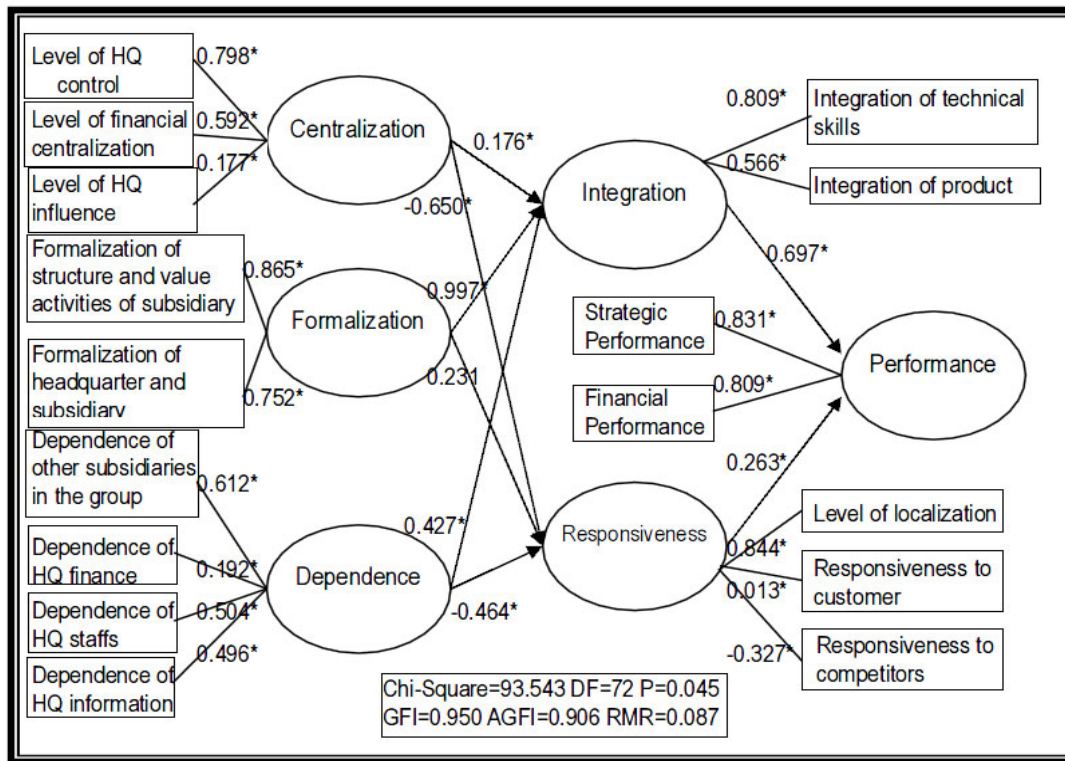 Level of HQ
control
0.798*
Level of financial
centralization
0.592*
Level of HQ
influence
0.177*
Centralization
0.176*
-0.650*
Formalization of
structure and value
activities of subsidiary
0.865*
Formalization of
headquarter and
subsidiary
0.752*
Formalization
0.997*
0.231
Dependence of
other subsidiaries
in the group
0.612*
Dependence of
HQ finance
0.192*
Dependence of
HQ staffs
0.504*
Dependence of
HQ information
0.496*
Dependence
0.427*
-0.464*
Integration
0.809*
Integration of technical
skills
0.566*
Integration of product
0.697*
Strategic
Performance
0.831*
Financial
Performance
0.809*
Performance
0.263*
Responsiveness
Level of localization
0.844*
Responsiveness to
customer
0.013*
Responsiveness to
competitors
-0.327*
Chi-Square=93.543 DF=72 P=0.045
GFI=0.950 AGFI=0.906 RMR=0.087